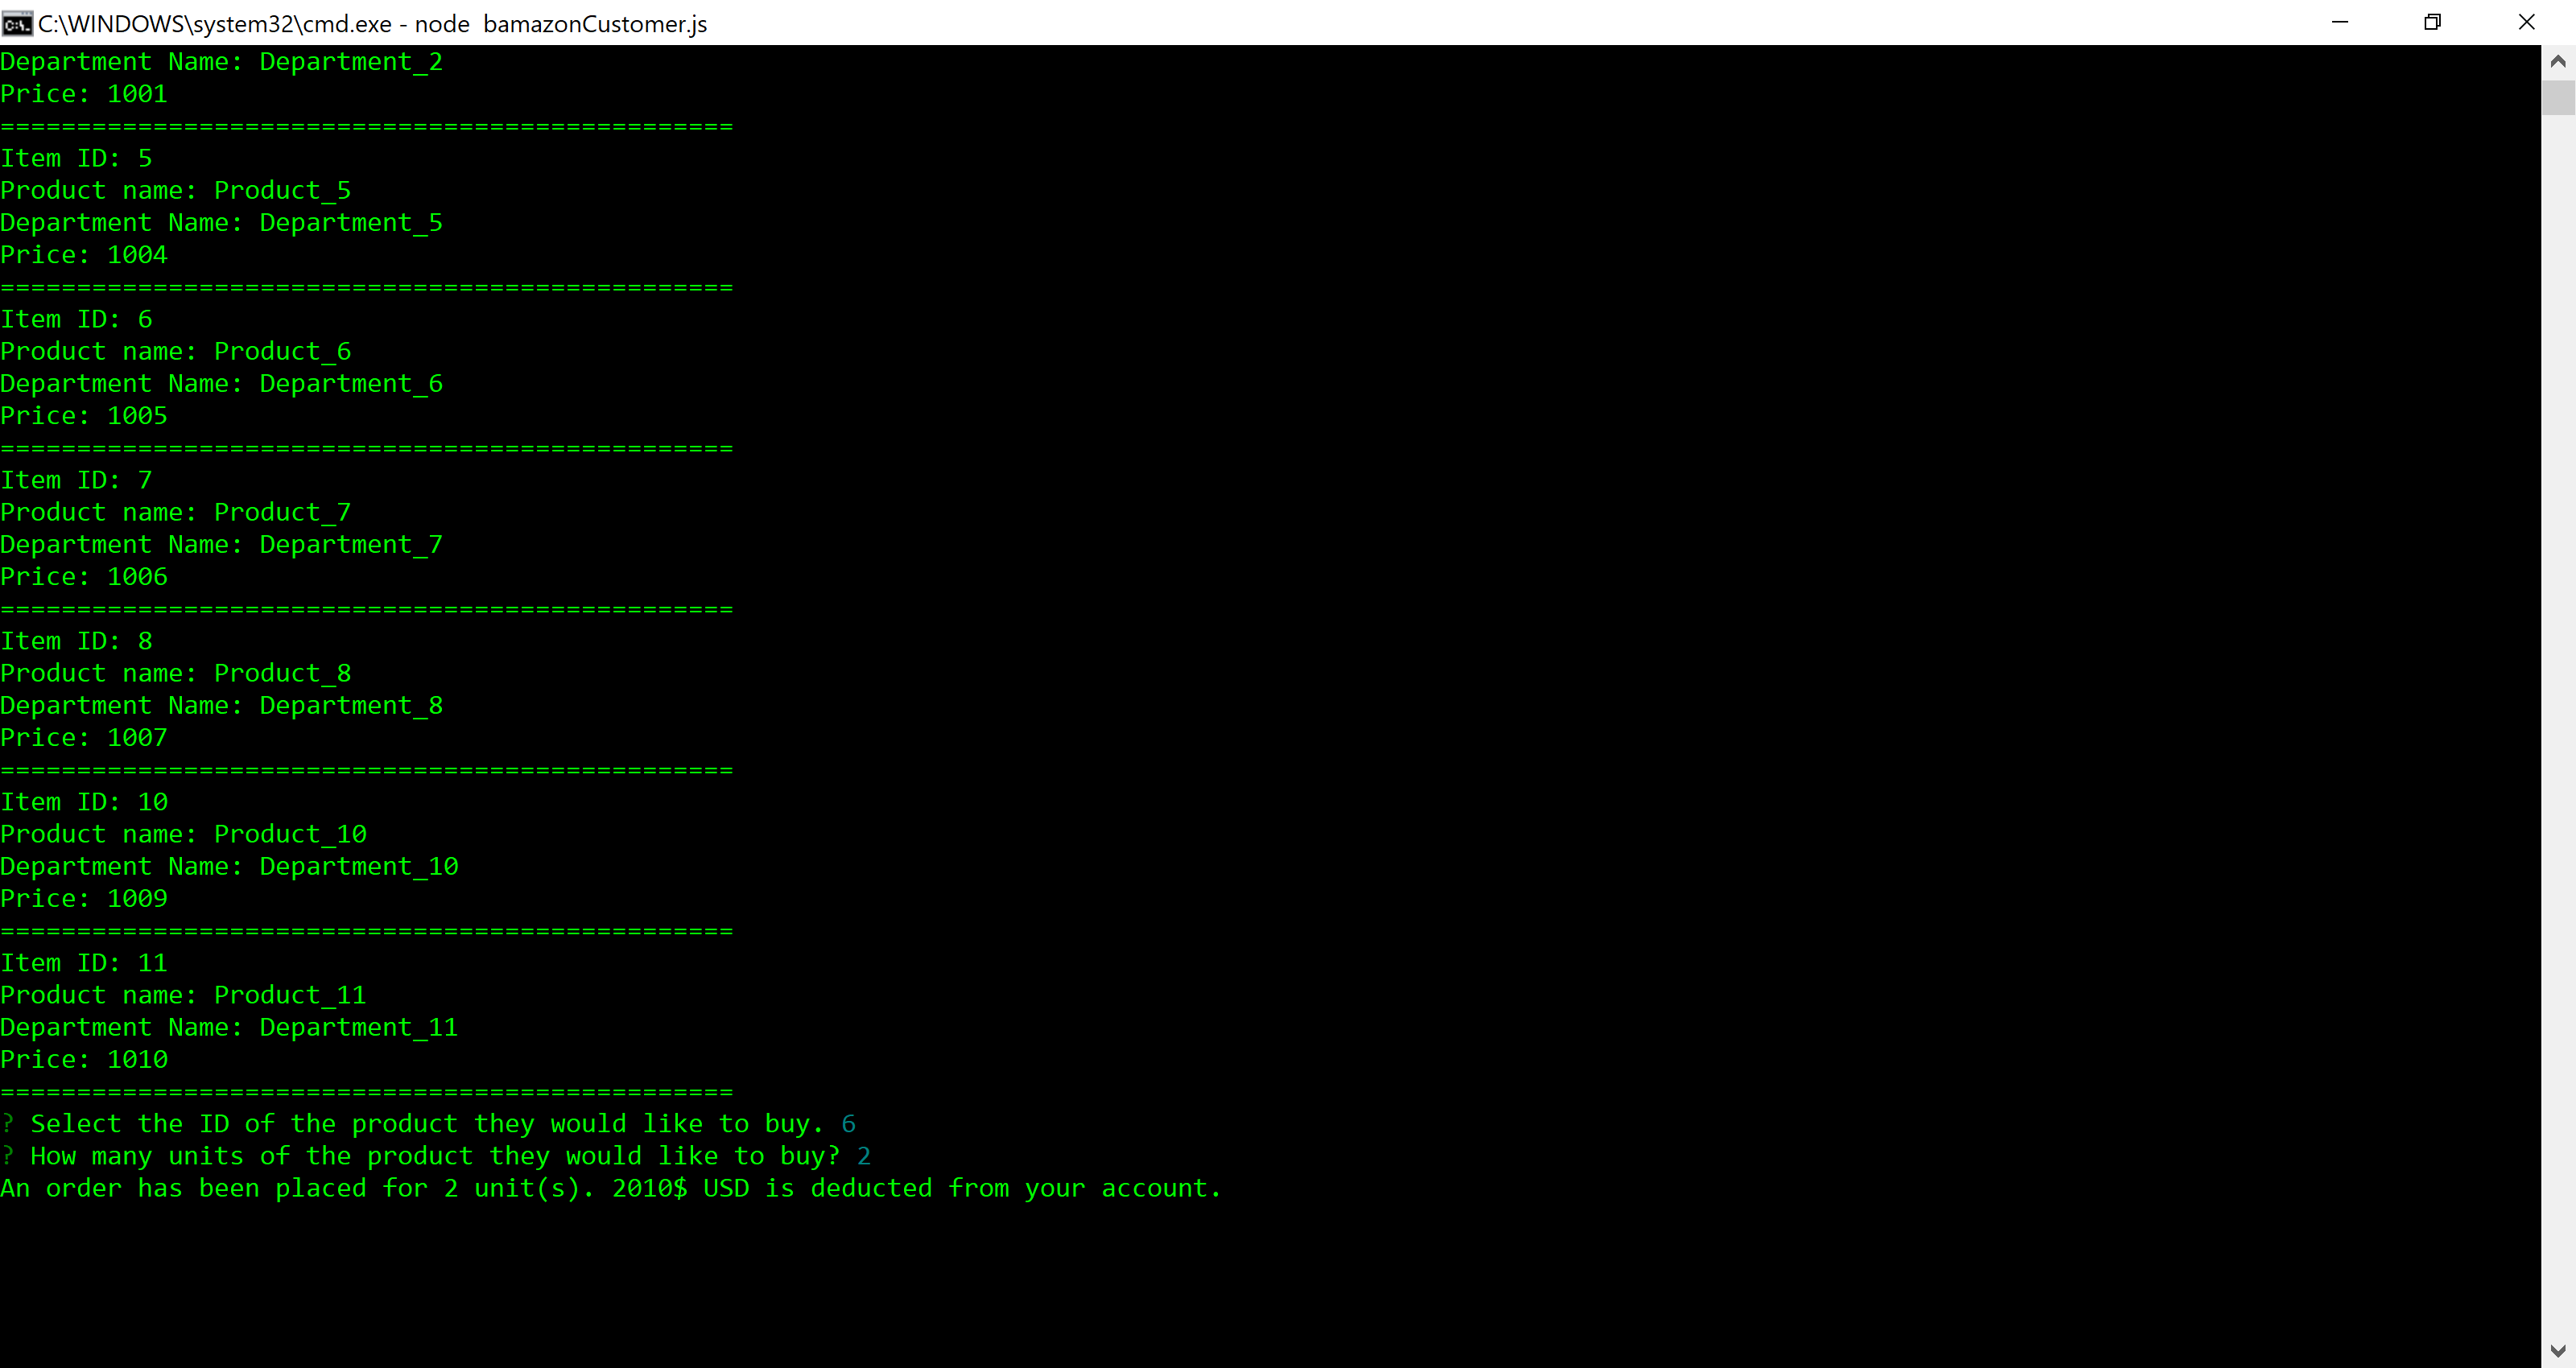 C:\WINDOWS\system32\cmd.exe - node  bamazonCustomer.js
Department Name: Department_2
Price: 1001
================================================
Item ID: 5
Product name: Product_5
Department Name: Department_5
Price: 1004
================================================
Item ID: 6
Product name: Product_6
Department Name: Department_6
Price: 1005
================================================
Item ID: 7
Product name: Product_7
Department Name: Department_7
Price: 1006
================================================
Item ID: 8
Product name: Product_8
Department Name: Department_8
Price: 1007
================================================
Item ID: 10
Product name: Product_10
Department Name: Department_10
Price: 1009
================================================
Item ID: 11
Product name: Product_11
Department Name: Department_11
Price: 1010
================================================
? Select the ID of the product they would like to buy. 6
? How many units of the product they would like to buy? 2
An order has been placed for 2 unit(s). 2010$ USD is deducted from your account.